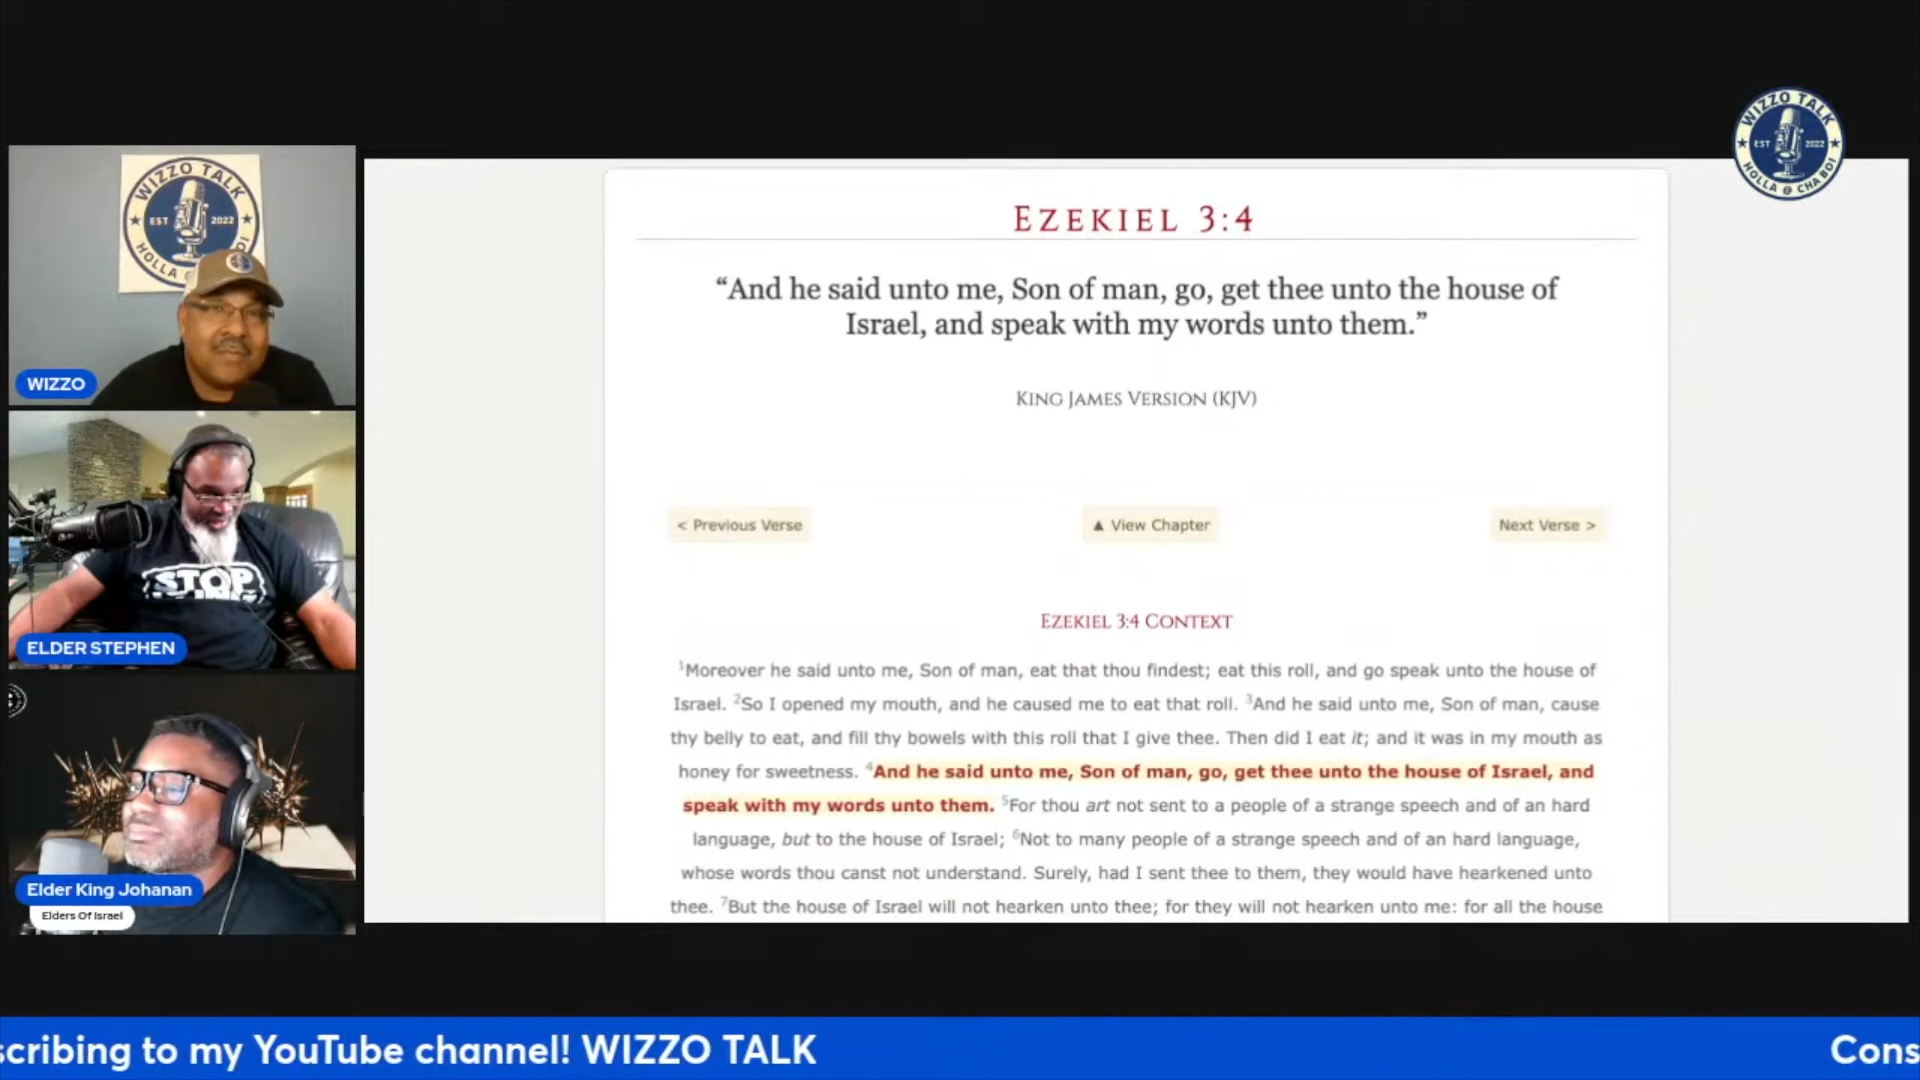 WIZZO TALK
EST 2022
HOLLA @ CHA BOI
WIZZO TALK
EST 2022
HOLLA
WIZZO
STOP
ELDER STEPHEN
Elder King Johanan
Elders Of Israel
EZEKIEL 3:4
“And he said unto me, Son of man, go, get thee unto the house of
Israel, and speak with my words unto them.”
KING JAMES VERSION (KJV)
< Previous Verse
▲ View Chapter
Next Verse >
EZEKIEL 3:4 CONTEXT
1Moreover he said unto me, Son of man, eat that thou findest; eat this roll, and go speak unto the house of
Israel. 2So I opened my mouth, and he caused me to eat that roll. 3And he said unto me, Son of man, cause
thy belly to eat, and fill thy bowels with this roll that I give thee. Then did I eat it; and it was in my mouth as
honey for sweetness. 4And he said unto me, Son of man, go, get thee unto the house of Israel, and
speak with my words unto them. 5For thou art not sent to a people of a strange speech and of an hard
language, but to the house of Israel; 6Not to many people of a strange speech and of an hard language,
whose words thou canst not understand. Surely, had I sent thee to them, they would have hearkened unto
thee. 7But the house of Israel will not hearken unto thee; for they will not hearken unto me: for all the house
scribing to my YouTube channel! WIZZO TALK
Cons